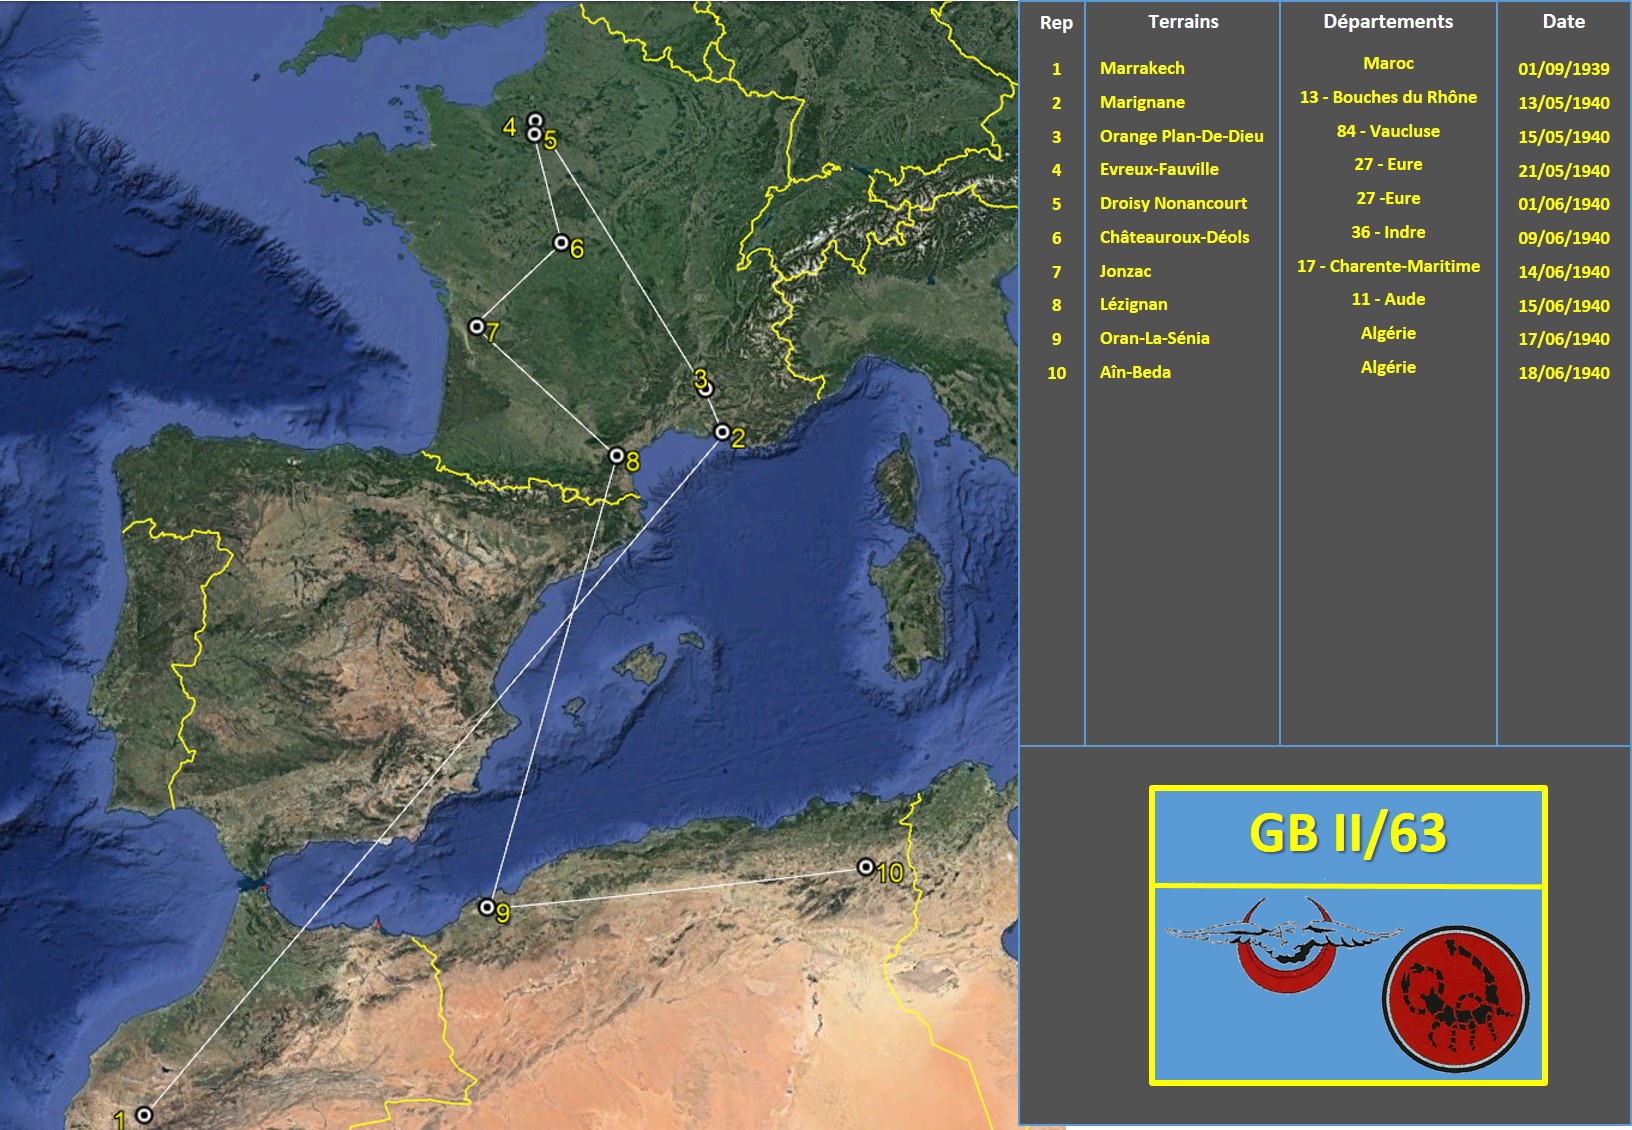 Rep Terrains Départements Date
1 Marrakech Maroc 01/09/1939
2 Marignane 13 - Bouches du Rhône 13/05/1940
3 Orange Plan-De-Dieu 84 - Vaucluse 15/05/1940
4 Evreux-Fauville 27 - Eure 21/05/1940
5 Droisy Nonancourt 27 -Eure 01/06/1940
6 Châteauroux-Déols 36 - Indre 09/06/1940
7 Jonzac 17 - Charente-Maritime 14/06/1940
8 Lézignan 11 - Aude 15/06/1940
9 Oran-La-Sénia Algérie 17/06/1940
10 Aîn-Beda Algérie 18/06/1940
4
5
6
7
3
2
8
10
9
1
GB II/63